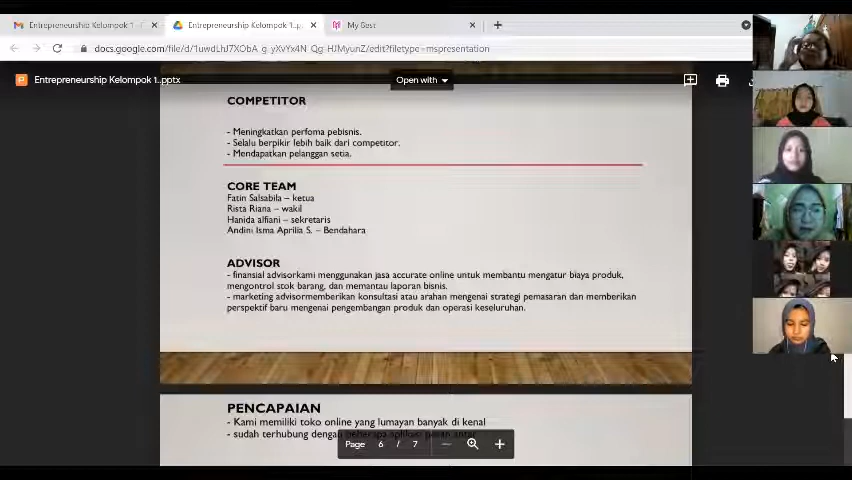 Entrepreneurship Kelompok 1
Entrepreneurship Kelompok 1..p
My Best
docs.google.com/file/d/
/edit?filetype=mspresentation
Entrepreneurship Kelompok 1..pptx
Open with
COMPETITOR
- Meningkatkan perfoma pebisnis.
- Selalu berpikir lebih baik dari competitor.
- Mendapatkan pelanggan setia.
CORE TEAM
Fatin Salsabila – ketua
Rista Riana – wakil
Hanida alfiani – sekretaris
Andini Isma Aprilia S. – Bendahara
ADVISOR
- finansial advisorkami menggunakan jasa accurate online untuk membantu mengatur biaya produk,
mengontrol stok barang, dan memantau laporan bisnis.
- marketing advisormemberikan konsultasi atau arahan mengenai strategi pemasaran dan memberikan
perspektif baru mengenai pengembangan produk dan operasi keseluruhan.
PENCAPAIAN
- Kami memiliki toko online yang lumayan banyak di kenal
- sudah terhubung dengan
Page 6 / 7